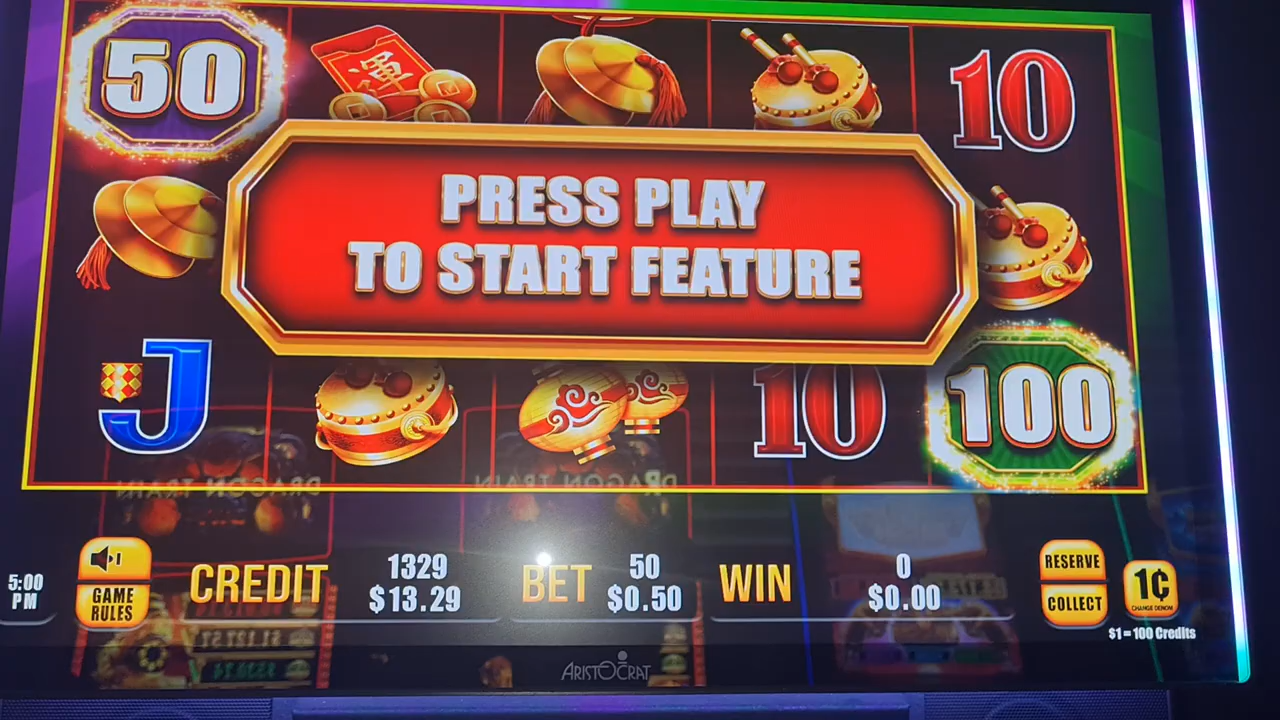 50
運
10
PRESS PLAY
TO START FEATURE
J
10
100
DRAGON TRAIN
DRAGON TRAIN
5:00
PM
GAME
RULES
CREDIT
1329
$13.29
BET
50
$0.50
WIN
0
$0.00
RESERVE
COLLECT
1¢
CHANGE DENOM
$1 = 100 Credits
ARISTOCRAT